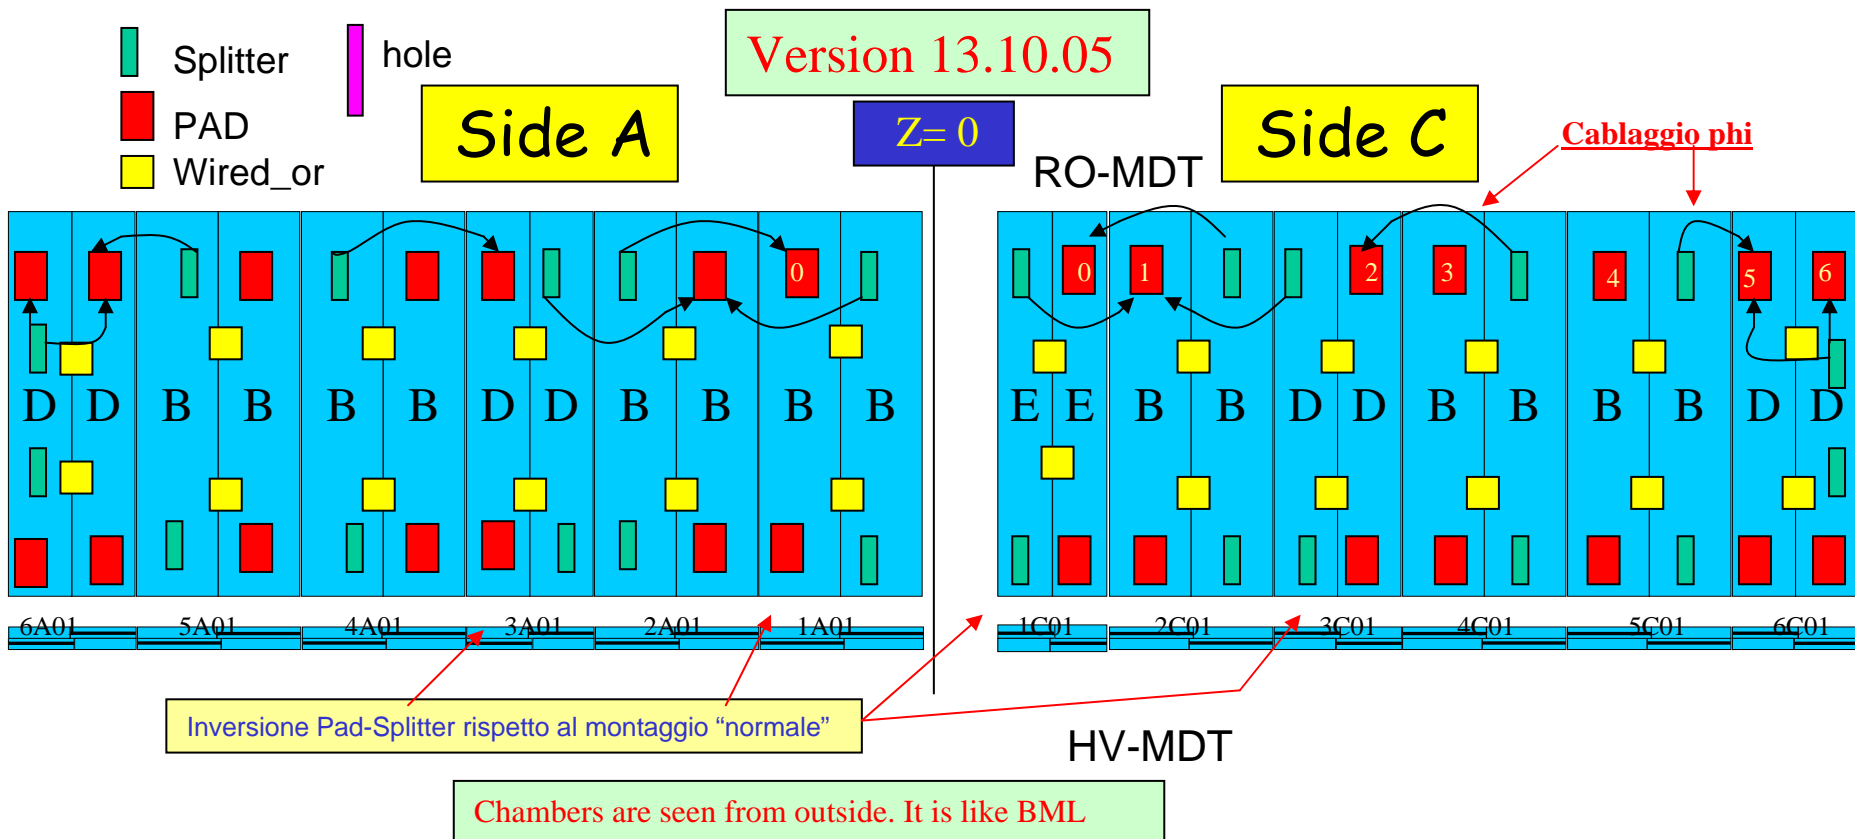 Version 13.10.05
Splitter
hole
PAD
Wired_or
Side A
Z= 0
Side C
Cablaggio phi
RO-MDT
0
0
1
2
3
4
5
6
D D B B B B D D B B B B
E E B B D D B B B B D D
6A01 5A01 4A01 3A01 2A01 1A01
1C01 2C01 3C01 4C01 5C01 6C01
Inversione Pad-Splitter rispetto al montaggio “normale”
HV-MDT
Chambers are seen from outside. It is like BML